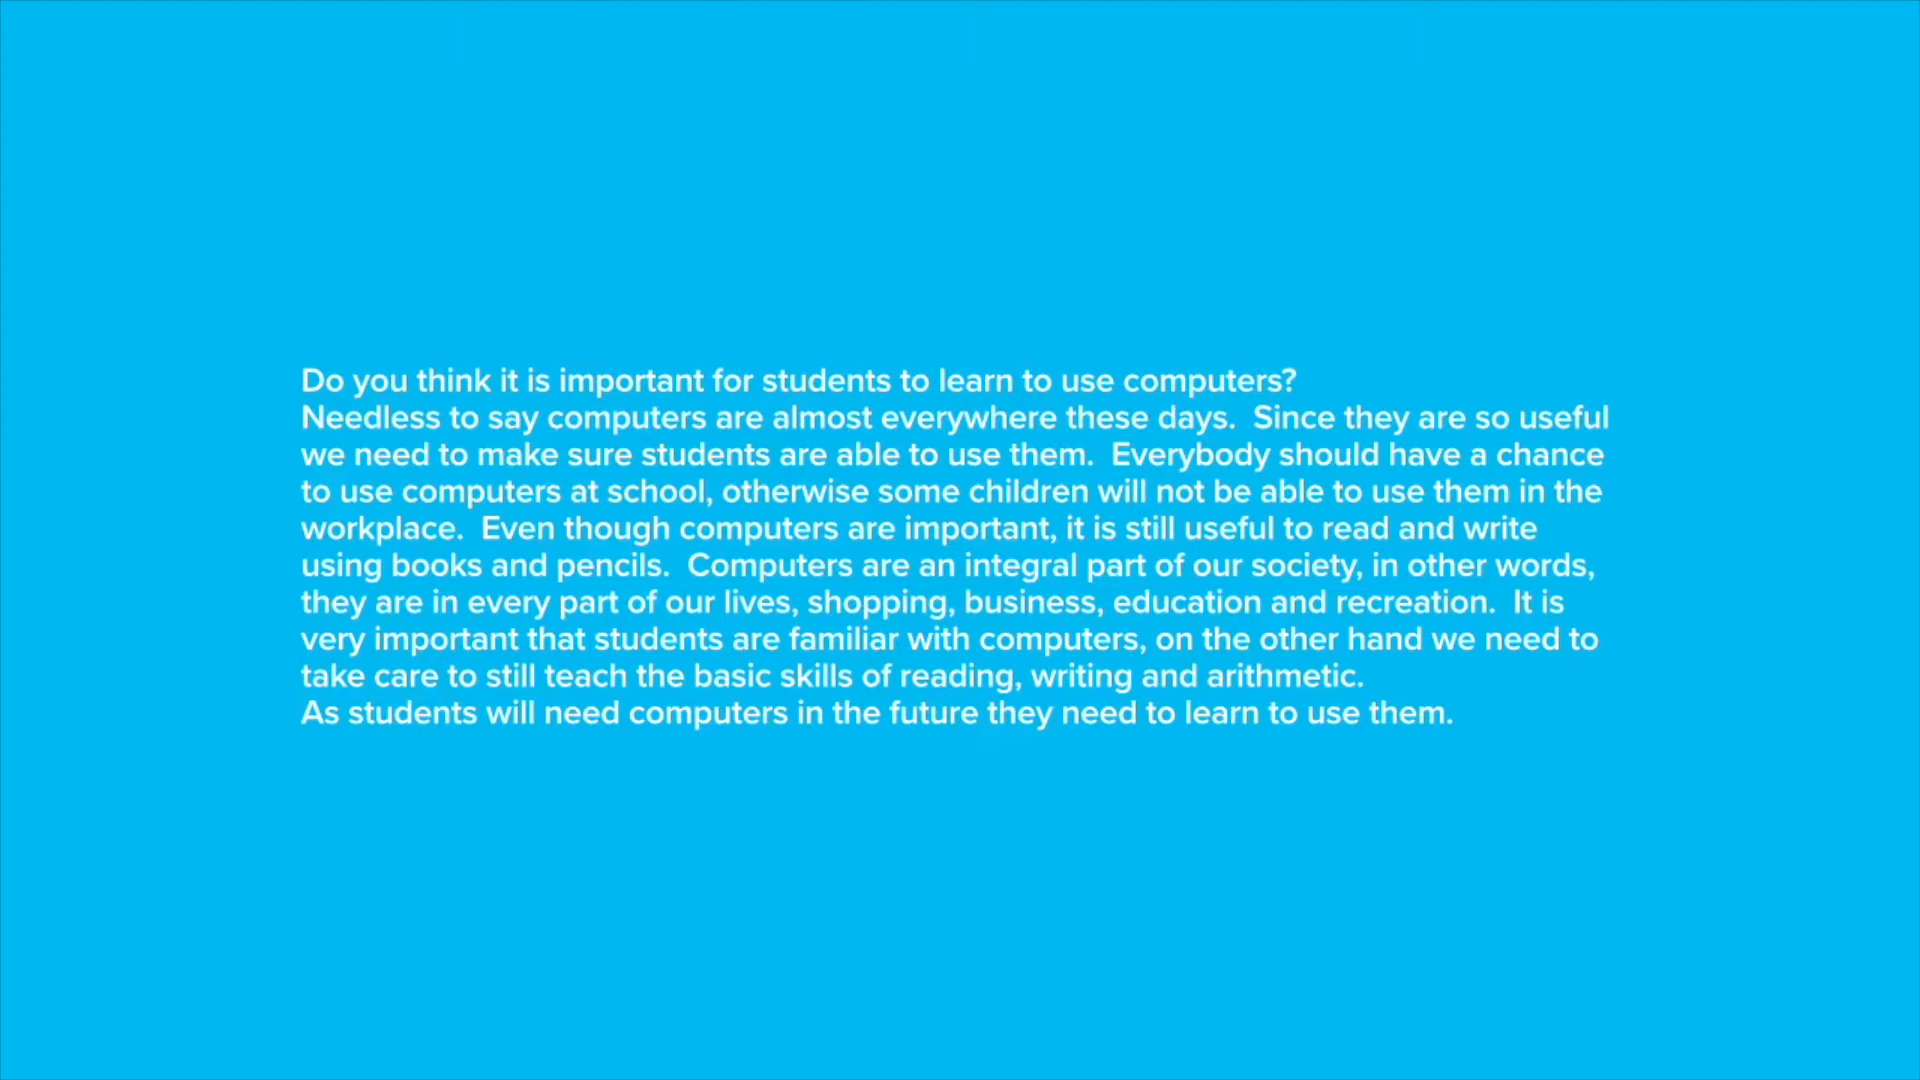 Do you think it is important for students to learn to use computers?
Needless to say computers are almost everywhere these days.  Since they are so useful
we need to make sure students are able to use them.  Everybody should have a chance
to use computers at school, otherwise some children will not be able to use them in the
workplace.  Even though computers are important, it is still useful to read and write
using books and pencils.  Computers are an integral part of our society, in other words,
they are in every part of our lives, shopping, business, education and recreation.  It is
very important that students are familiar with computers, on the other hand we need to
take care to still teach the basic skills of reading, writing and arithmetic.
As students will need computers in the future they need to learn to use them.